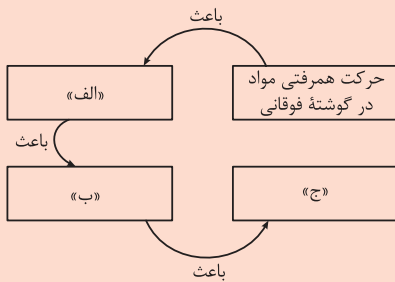 باعث
حرکت همرفتی مواد
در گوشتهٔ فوقانی
«الف»
باعث
«ب»
«ج»
باعث